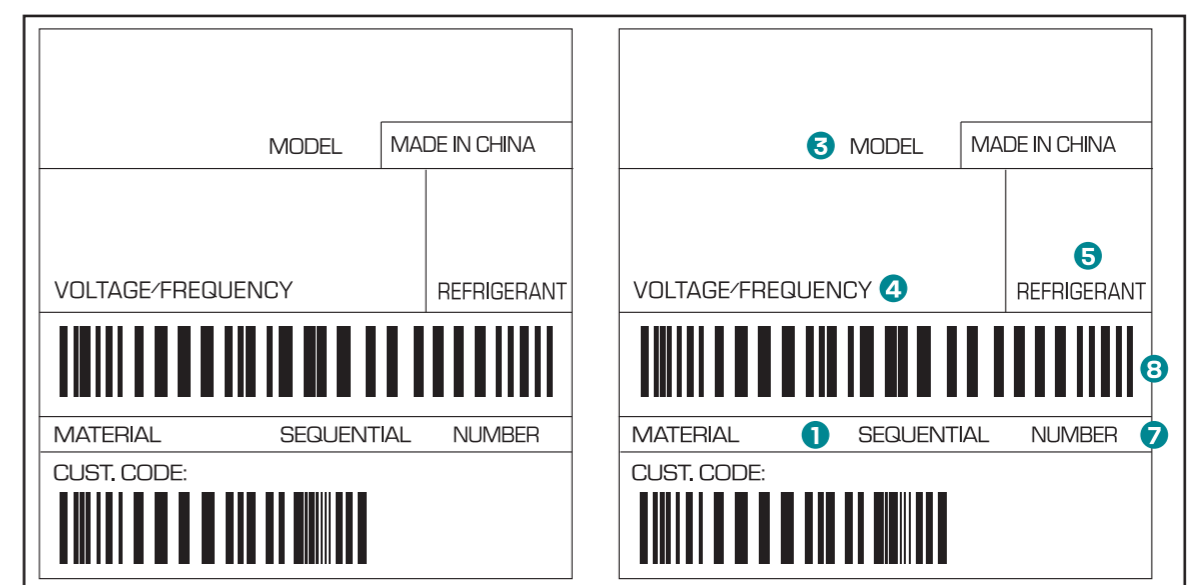 MODEL MADE IN CHINA
VOLTAGE/FREQUENCY REFRIGERANT
MATERIAL SEQUENTIAL NUMBER
CUST. CODE:
3 MODEL MADE IN CHINA
5
VOLTAGE/FREQUENCY 4 REFRIGERANT
8
MATERIAL 1 SEQUENTIAL NUMBER 7
CUST. CODE: